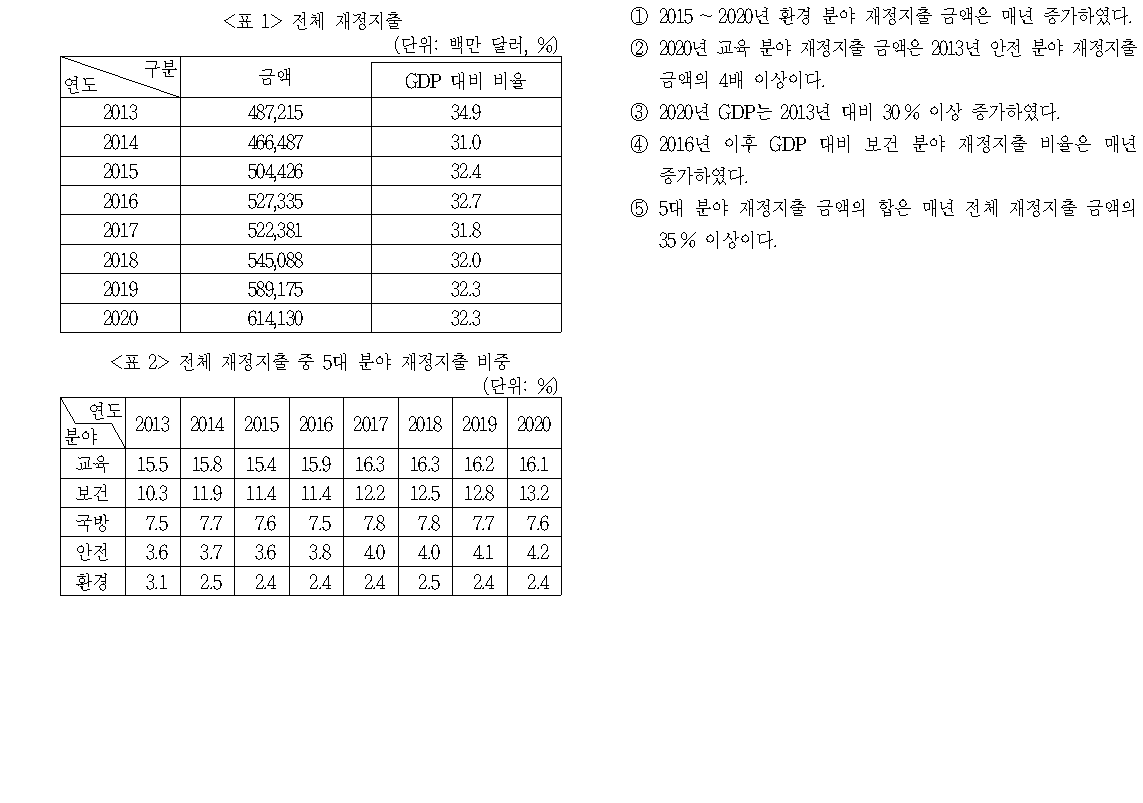 <표 1> 전체 재정지출
(단위: 백만 달러, %)
구분
연도 금액 GDP 대비 비율
2013 487,215 34.9
2014 466,487 31.0
2015 504,426 32.4
2016 527,335 32.7
2017 522,381 31.8
2018 545,088 32.0
2019 589,175 32.3
2020 614,130 32.3
<표 2> 전체 재정지출 중 5대 분야 재정지출 비중
(단위: %)
연도
분야 2013 2014 2015 2016 2017 2018 2019 2020
교육 15.5 15.8 15.4 15.9 16.3 16.3 16.2 16.1
보건 10.3 11.9 11.4 11.4 12.2 12.5 12.8 13.2
국방 7.5 7.7 7.6 7.5 7.8 7.8 7.7 7.6
안전 3.6 3.7 3.6 3.8 4.0 4.0 4.1 4.2
환경 3.1 2.5 2.4 2.4 2.4 2.5 2.4 2.4
① 2015 ~ 2020년 환경 분야 재정지출 금액은 매년 증가하였다.
② 2020년 교육 분야 재정지출 금액은 2013년 안전 분야 재정지출
금액의 4배 이상이다.
③ 2020년 GDP는 2013년 대비 30 % 이상 증가하였다.
④ 2016년 이후 GDP 대비 보건 분야 재정지출 비율은 매년
증가하였다.
⑤ 5대 분야 재정지출 금액의 합은 매년 전체 재정지출 금액의
35 % 이상이다.